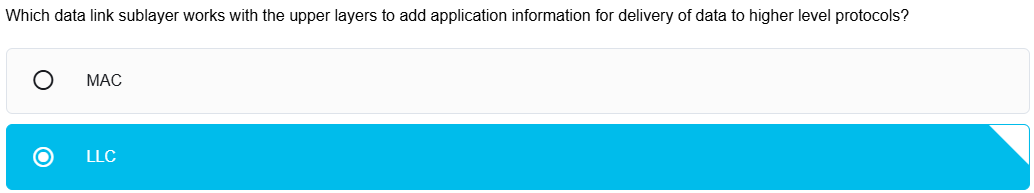 Which data link sublayer works with the upper layers to add application information for delivery of data to higher level protocols?
MAC
LLC